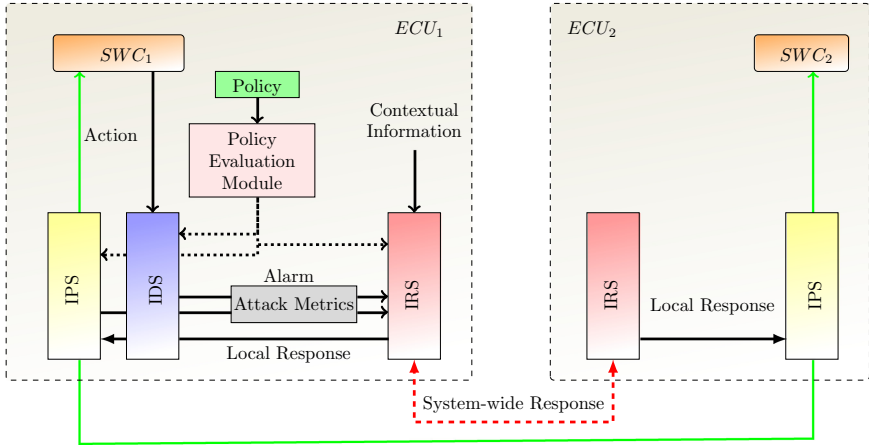 ECU₁
ECU₂
SWC₁
SWC₂
Policy
Contextual
Information
Action
Policy
Evaluation
Module
IPS
IDS
IRS
IRS
IPS
Alarm
Attack Metrics
Local Response
Local Response
System-wide Response